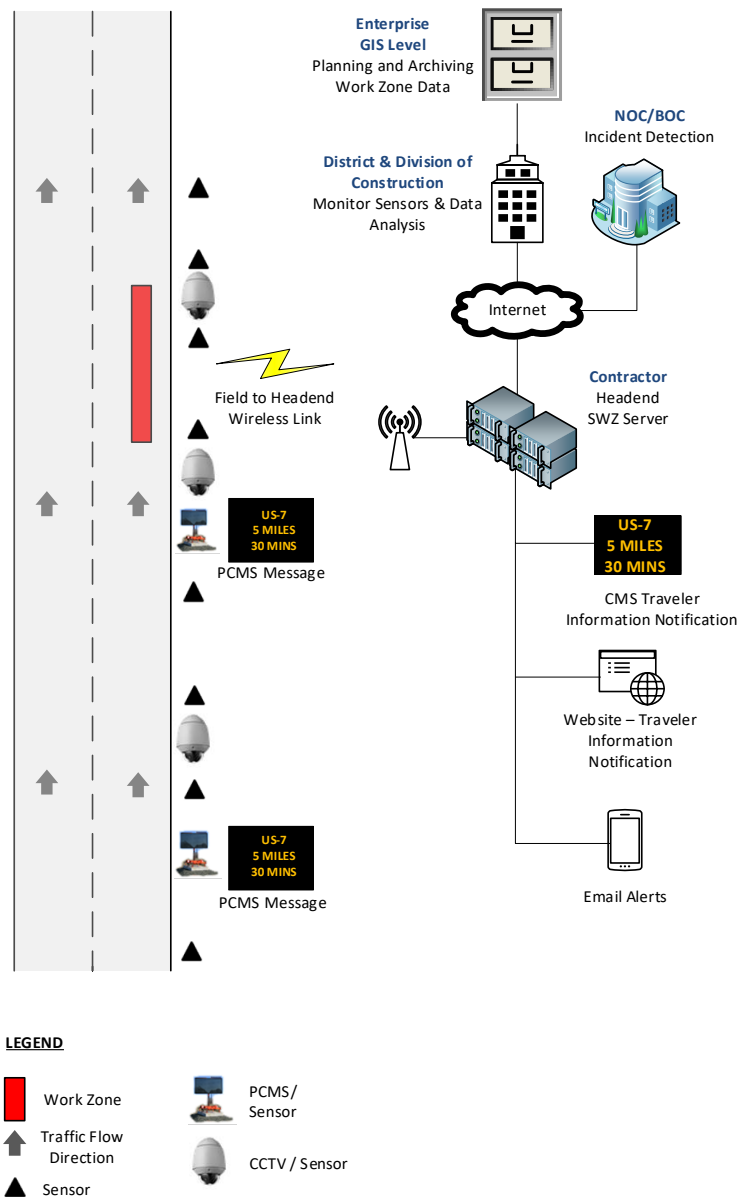 Enterprise
GIS Level
Planning and Archiving
Work Zone Data
NOC/BOC
Incident Detection
District & Division of
Construction
Monitor Sensors & Data
Analysis
Internet
Field to Headend
Wireless Link
Contractor
Headend
SWZ Server
US-7
5 MILES
30 MINS
PCMS Message
US-7
5 MILES
30 MINS
CMS Traveler
Information Notification
Website – Traveler
Information
Notification
US-7
5 MILES
30 MINS
PCMS Message
Email Alerts
LEGEND
Work Zone
Traffic Flow
Direction
Sensor
PCMS/
Sensor
CCTV / Sensor